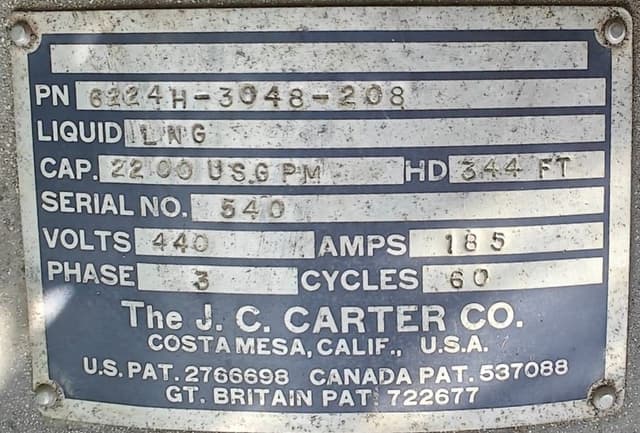 PN 6224H-3048-208
LIQUID LNG
CAP. 2200 USGPM HD 344 FT
SERIAL NO. 540
VOLTS 440 AMPS 185
PHASE 3 CYCLES 60
The J. C. CARTER CO.
COSTA MESA, CALIF., U.S.A.
U.S. PAT. 2766698 CANADA PAT. 537088
GT. BRITAIN PAT. 722677